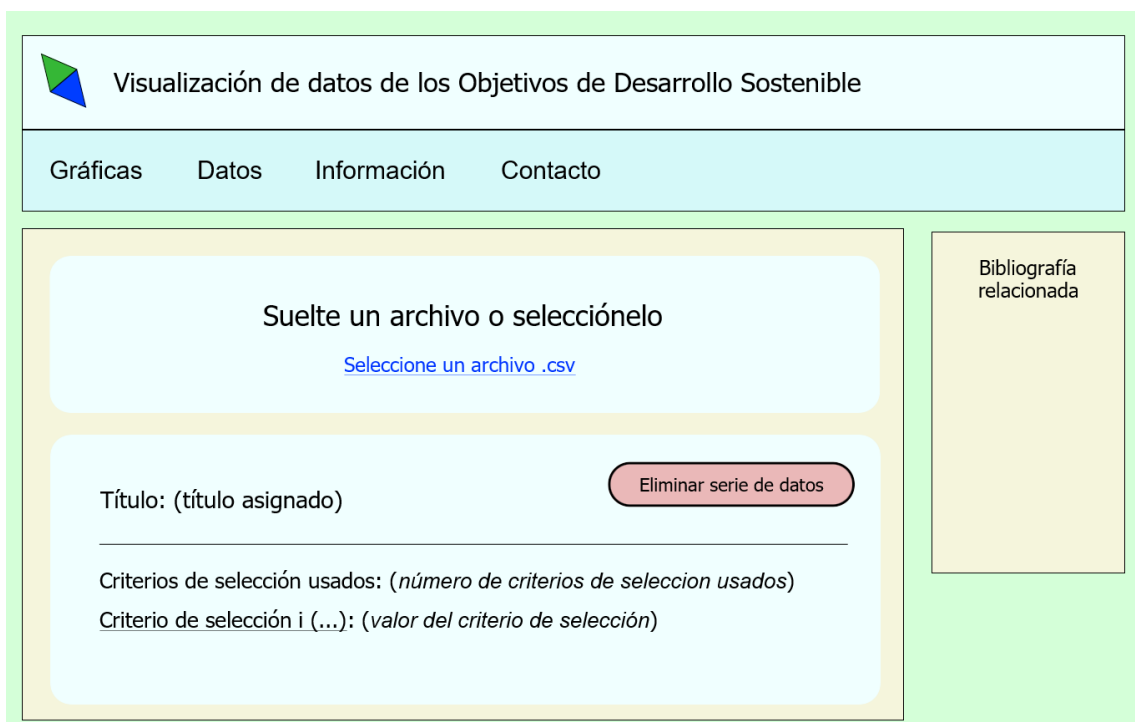 Visualización de datos de los Objetivos de Desarrollo Sostenible
Gráficas Datos Información Contacto
Suelte un archivo o selecciónelo
Seleccione un archivo .csv
Título: (título asignado)
Eliminar serie de datos
Criterios de selección usados: (número de criterios de seleccion usados)
Criterio de selección i (...): (valor del criterio de selección)
Bibliografía
relacionada